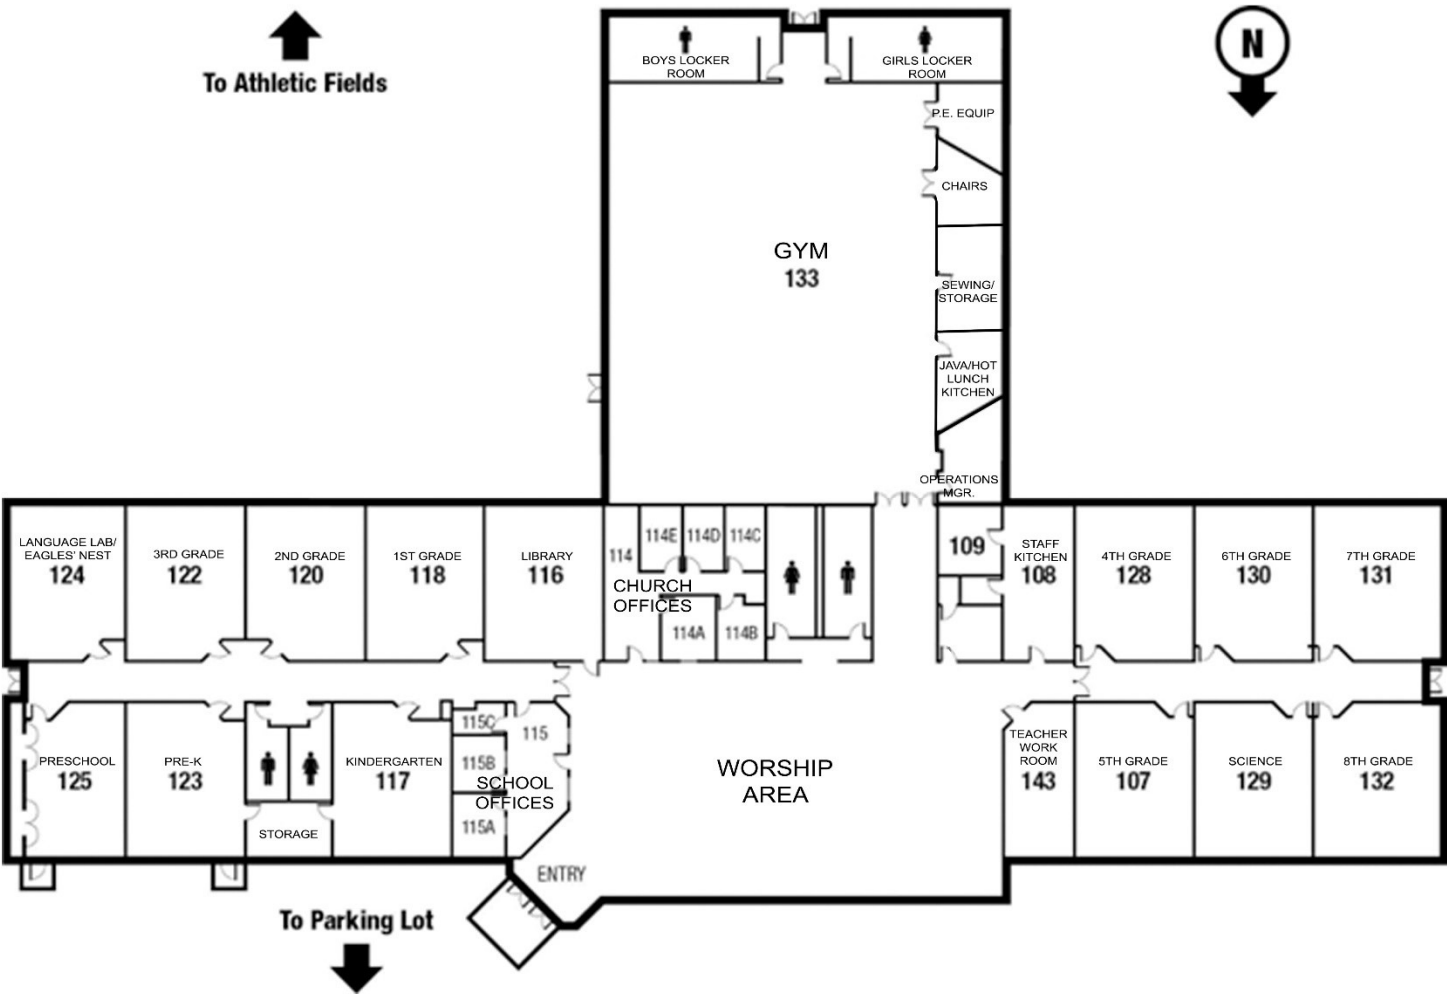 To Athletic Fields
N
BOYS LOCKER
ROOM
GIRLS LOCKER
ROOM
P.E. EQUIP
CHAIRS
GYM
133
SEWING/
STORAGE
JAVA/HOT
LUNCH
KITCHEN
OPERATIONS
MGR.
LANGUAGE LAB/
EAGLES' NEST
124
3RD GRADE
122
2ND GRADE
120
1ST GRADE
118
LIBRARY
116
114
114E
114D
114C
CHURCH
OFFICES
114A
114B
109
STAFF
KITCHEN
108
4TH GRADE
128
6TH GRADE
130
7TH GRADE
131
PRESCHOOL
125
PRE-K
123
STORAGE
KINDERGARTEN
117
115C
115
115B
SCHOOL
OFFICES
115A
WORSHIP
AREA
TEACHER
WORK
ROOM
143
5TH GRADE
107
SCIENCE
129
8TH GRADE
132
ENTRY
To Parking Lot